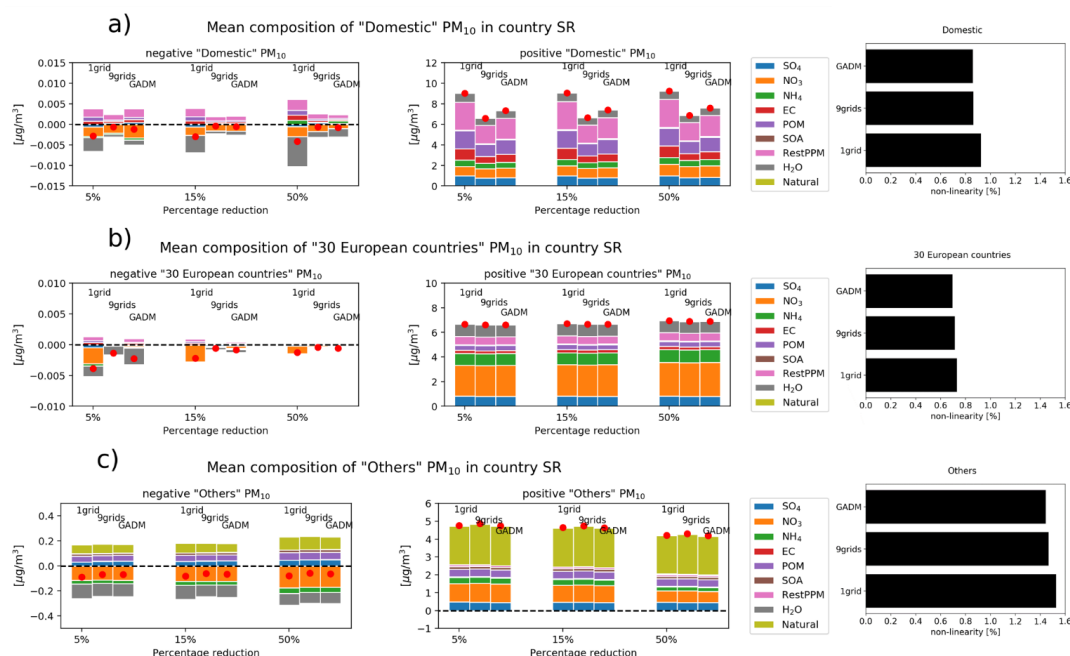 a) Mean composition of "Domestic" PM10 in country SR
negative "Domestic" PM10
0.015
0.010
0.005
0.000
−0.005
−0.010
−0.015
[μg/m³]
1grid
9grids
GADM
5%
15%
50%
Percentage reduction
positive "Domestic" PM10
12
10
8
6
4
2
0
[μg/m³]
1grid
9grids
GADM
1grid
9grids
GADM
1grid
9grids
GADM
5%
15%
50%
Percentage reduction
SO4
NO3
NH4
EC
POM
SOA
RestPPM
H2O
Natural
Domestic
GADM
9grids
1grid
0.0 0.2 0.4 0.6 0.8 1.0 1.2 1.4 1.6
non-linearity [%]
b) Mean composition of "30 European countries" PM10 in country SR
negative "30 European countries" PM10
0.010
0.005
0.000
−0.005
−0.010
[μg/m³]
1grid
9grids
GADM
1grid
9grids
GADM
1grid
9grids
GADM
5%
15%
50%
Percentage reduction
positive "30 European countries" PM10
10
8
6
4
2
0
[μg/m³]
1grid
9grids
GADM
1grid
9grids
GADM
1grid
9grids
GADM
5%
15%
50%
Percentage reduction
SO4
NO3
NH4
EC
POM
SOA
RestPPM
H2O
Natural
30 European countries
GADM
9grids
1grid
0.0 0.2 0.4 0.6 0.8 1.0 1.2 1.4 1.6
non-linearity [%]
c) Mean composition of "Others" PM10 in country SR
negative "Others" PM10
0.4
0.2
0.0
−0.2
−0.4
[μg/m³]
1grid
9grids
GADM
1grid
9grids
GADM
1grid
9grids
GADM
5%
15%
50%
Percentage reduction
positive "Others" PM10
6
5
4
3
2
1
0
−1
[μg/m³]
1grid
9grids
GADM
1grid
9grids
GADM
1grid
9grids
GADM
5%
15%
50%
Percentage reduction
SO4
NO3
NH4
EC
POM
SOA
RestPPM
H2O
Natural
Others
GADM
9grids
1grid
0.0 0.2 0.4 0.6 0.8 1.0 1.2 1.4 1.6
non-linearity [%]